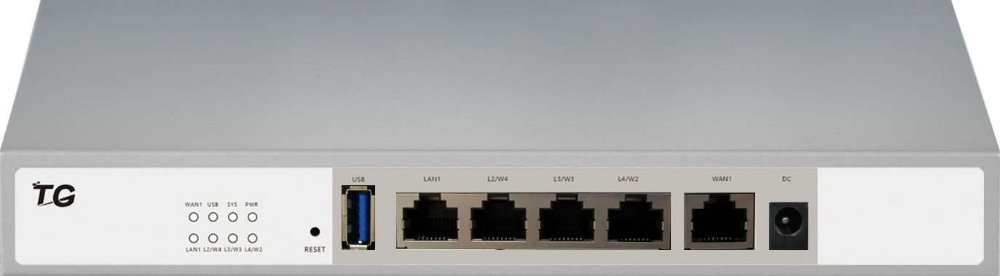 TG
WAN1 USB SYS PWR
LAN1 L2/W4 L3/W3 L4/W2
RESET
USB LAN1 L2/W4 L3/W3 L4/W2 WAN1 DC